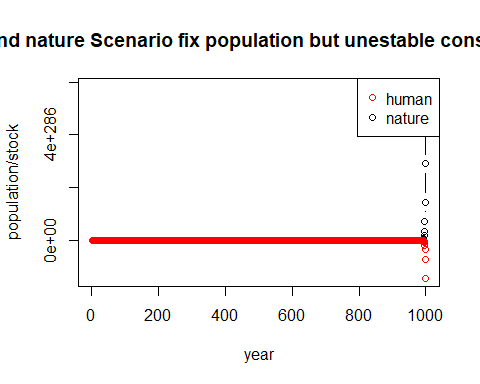 nd nature Scenario fix population but unestable cons
human
nature
population/stock
4e+286
0e+00
0
200
400
600
800
1000
year